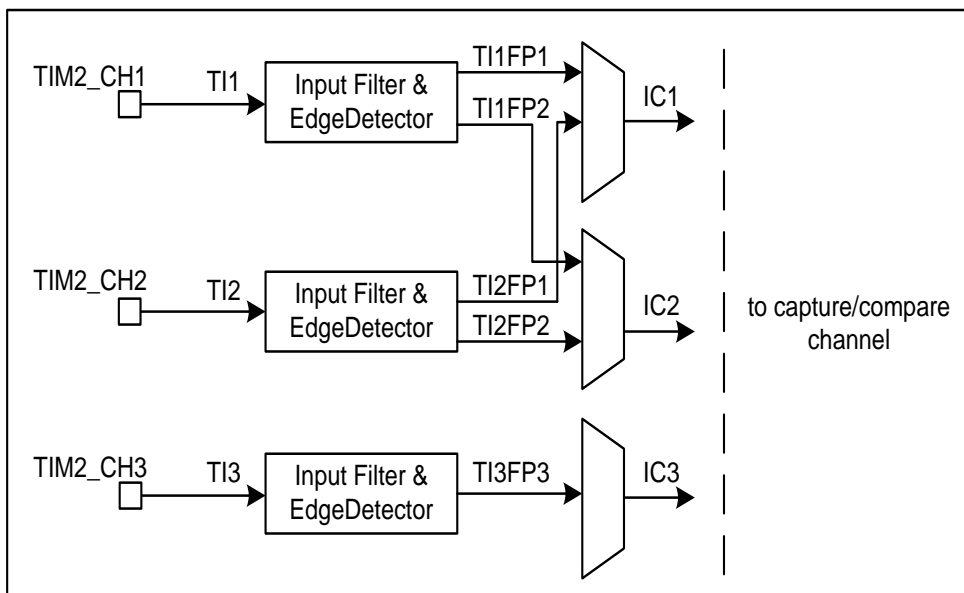 TIM2_CH1
TI1
Input Filter &
EdgeDetector
TI1FP1
TI1FP2
IC1
TIM2_CH2
TI2
Input Filter &
EdgeDetector
TI2FP1
TI2FP2
IC2
to capture/compare
channel
TIM2_CH3
TI3
Input Filter &
EdgeDetector
TI3FP3
IC3